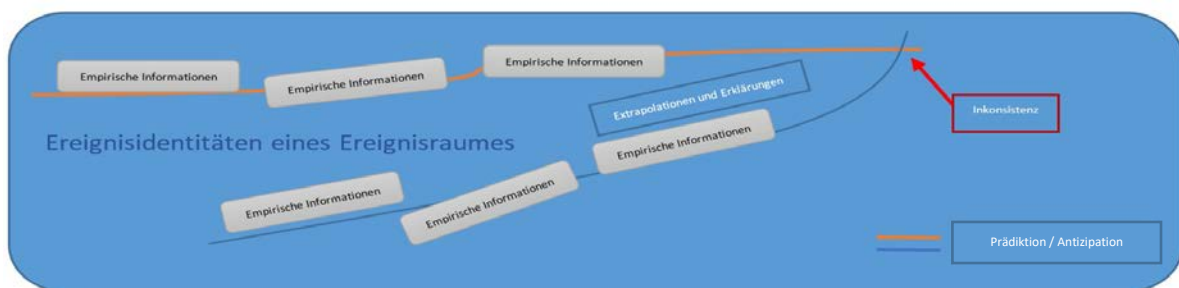 Empirische Informationen
Empirische Informationen
Empirische Informationen
Extrapolationen und Erklärungen
Inkonsistenz
Ereignisidentitäten eines Ereignisraumes
Empirische Informationen
Empirische Informationen
Empirische Informationen
Prädiktion / Antizipation